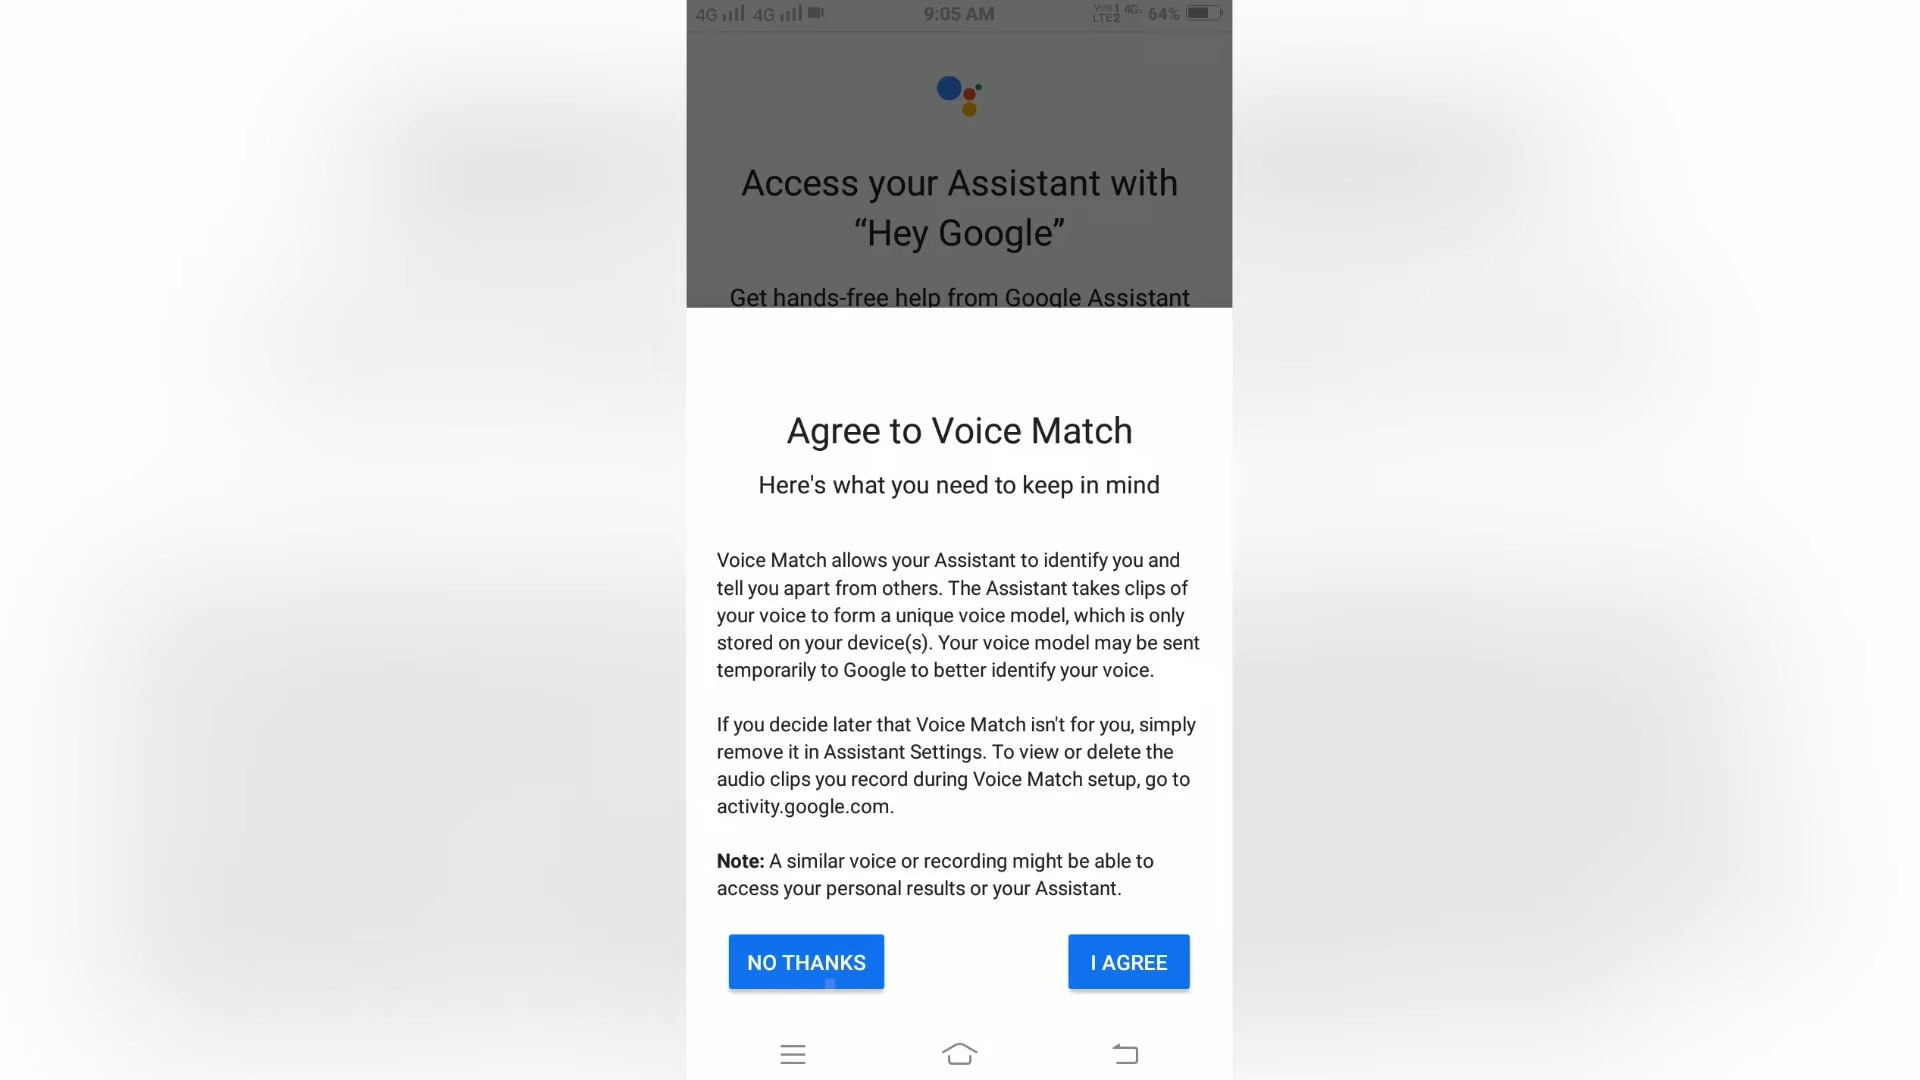 4G 4G 9:05 AM 4G 64%
LTE2
Access your Assistant with
“Hey Google”
Get hands-free help from Google Assistant
Agree to Voice Match
Here's what you need to keep in mind
Voice Match allows your Assistant to identify you and
tell you apart from others. The Assistant takes clips of
your voice to form a unique voice model, which is only
stored on your device(s). Your voice model may be sent
temporarily to Google to better identify your voice.
If you decide later that Voice Match isn't for you, simply
remove it in Assistant Settings. To view or delete the
audio clips you record during Voice Match setup, go to
activity.google.com.
Note: A similar voice or recording might be able to
access your personal results or your Assistant.
NO THANKS I AGREE